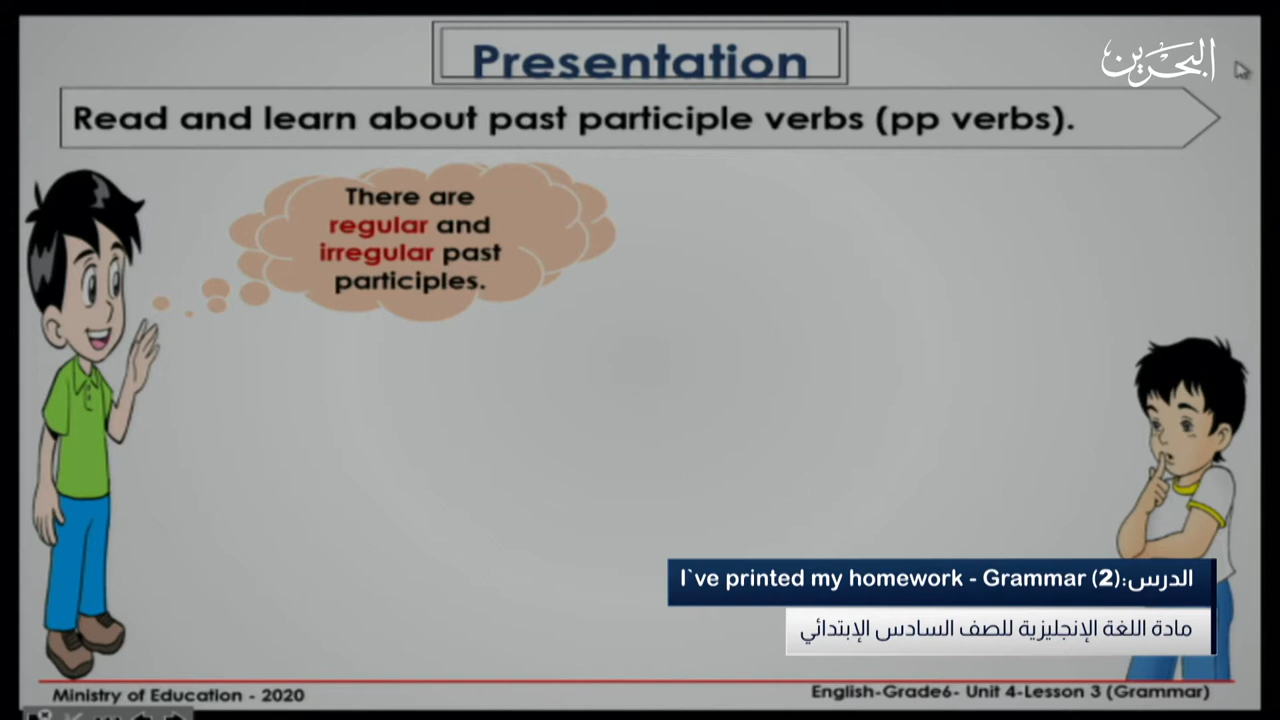 Presentation
البحرين
Read and learn about past participle verbs (pp verbs).
There are
regular and
irregular past
participles.
الدرس:I`ve printed my homework - Grammar (2)
مادة اللغة الإنجليزية للصف السادس الإبتدائي
Ministry of Education - 2020
English-Grade6- Unit 4-Lesson 3 (Grammar)